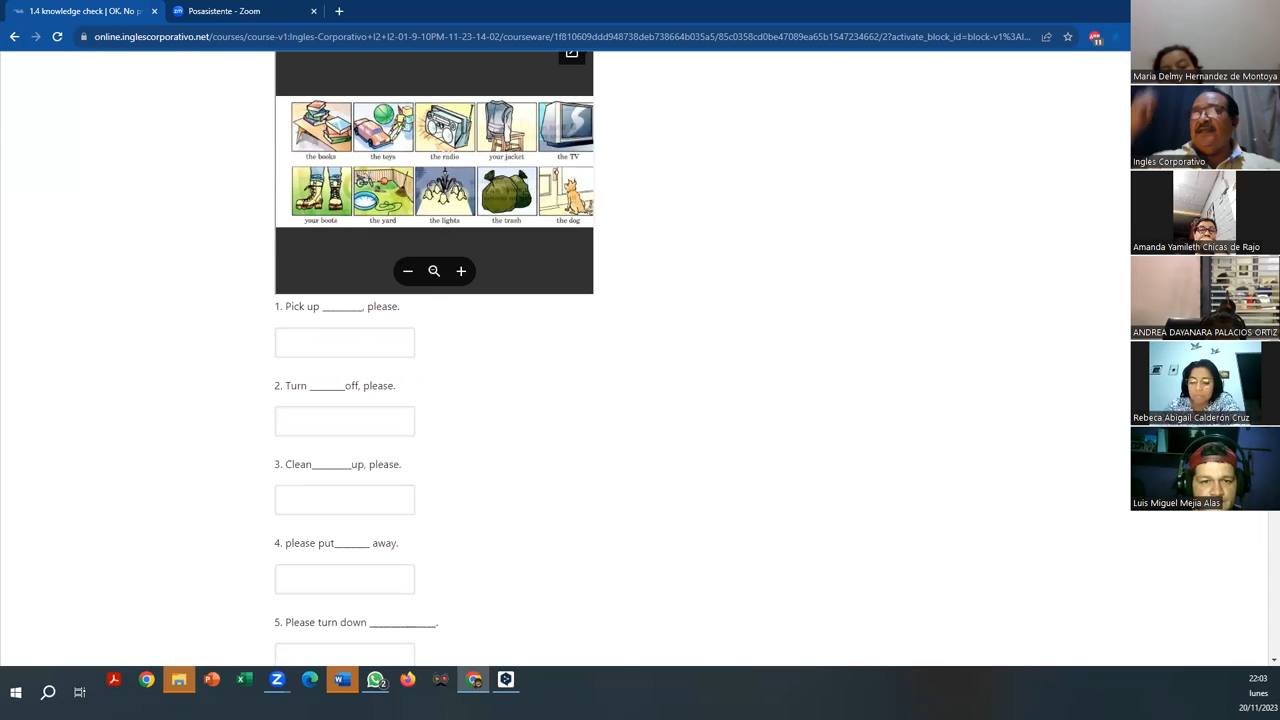 1.4 knowledge check | OK. No p
Posasistente - Zoom
online.inglescorporativo.net/courses/course-v1:Ingles-Corporativo+I2+I2-01-9-10PM-11-23-14-02/courseware/1f810609ddd948738deb738664b035a5/85c0358cd0be47089ea65b1547234662/2?activate_block_id=block-v1%3AI...
11
the books
the toys
the radio
your jacket
the TV
your boots
the yard
the lights
the trash
the dog
1. Pick up ________, please.
2. Turn _______off, please.
3. Clean________up, please.
4. please put_______ away.
5. Please turn down _____________.
Maria Delmy Hernandez de Montoya
Ingles Corporativo
Amanda Yamileth Chicas de Rajo
ANDREA DAYANARA PALACIOS ORTIZ
Rebeca Abigail Calderón Cruz
Luis Miguel Mejia Alas
2
22:03
lunes
20/11/2023